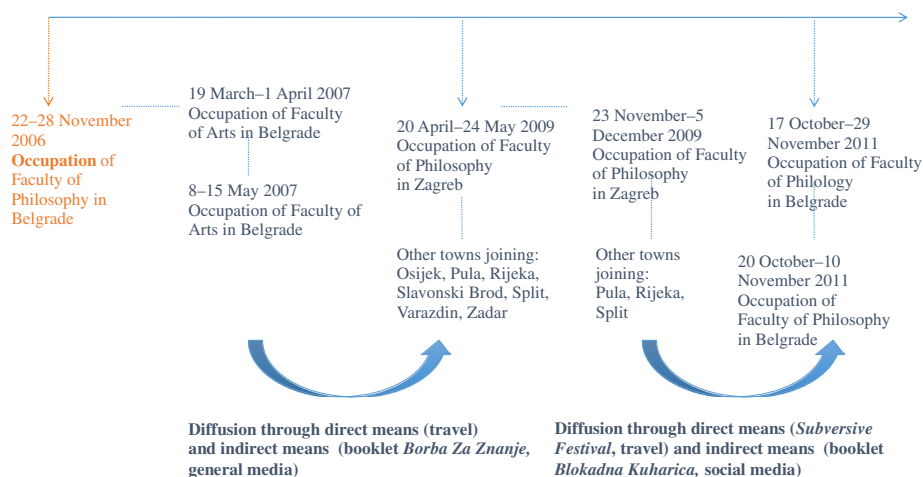 22–28 November
2006
Occupation of
Faculty of
Philosophy in
Belgrade
19 March–1 April 2007
Occupation of Faculty
of Arts in Belgrade
8–15 May 2007
Occupation of Faculty of
Arts in Belgrade
20 April–24 May 2009
Occupation of Faculty
of Philosophy
in Zagreb
Other towns joining:
Osijek, Pula, Rijeka,
Slavonski Brod, Split,
Varazdin, Zadar
23 November–5
December 2009
Occupation of Faculty
of Philosophy
in Zagreb
Other towns
joining:
Pula, Rijeka,
Split
17 October–29
November 2011
Occupation of Faculty
of Philology
in Belgrade
20 October–10
November 2011
Occupation of
Faculty of Philosophy
in Belgrade
Diffusion through direct means (travel)
and indirect means (booklet Borba Za Znanje,
general media)
Diffusion through direct means (Subversive
Festival, travel) and indirect means (booklet
Blokadna Kuharica, social media)